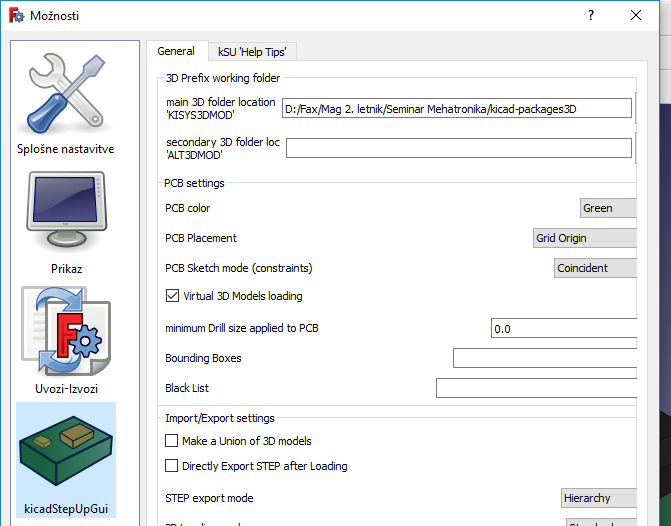 Možnosti
?
General
kSU 'Help Tips'
3D Prefix working folder
main 3D folder location
'KISYS3DMOD'
D:/Fax/Mag 2. letnik/Seminar Mehatronika/kicad-packages3D
secondary 3D folder loc
'ALT3DMOD'
Splošne nastavitve
PCB settings
PCB color
Green
PCB Placement
Grid Origin
Prikaz
PCB Sketch mode (constraints)
Coincident
Virtual 3D Models loading
minimum Drill size applied to PCB
0.0
Bounding Boxes
Black List
Uvozi-Izvozi
Import/Export settings
Make a Union of 3D models
Directly Export STEP after Loading
STEP export mode
Hierarchy
kicadStepUpGui